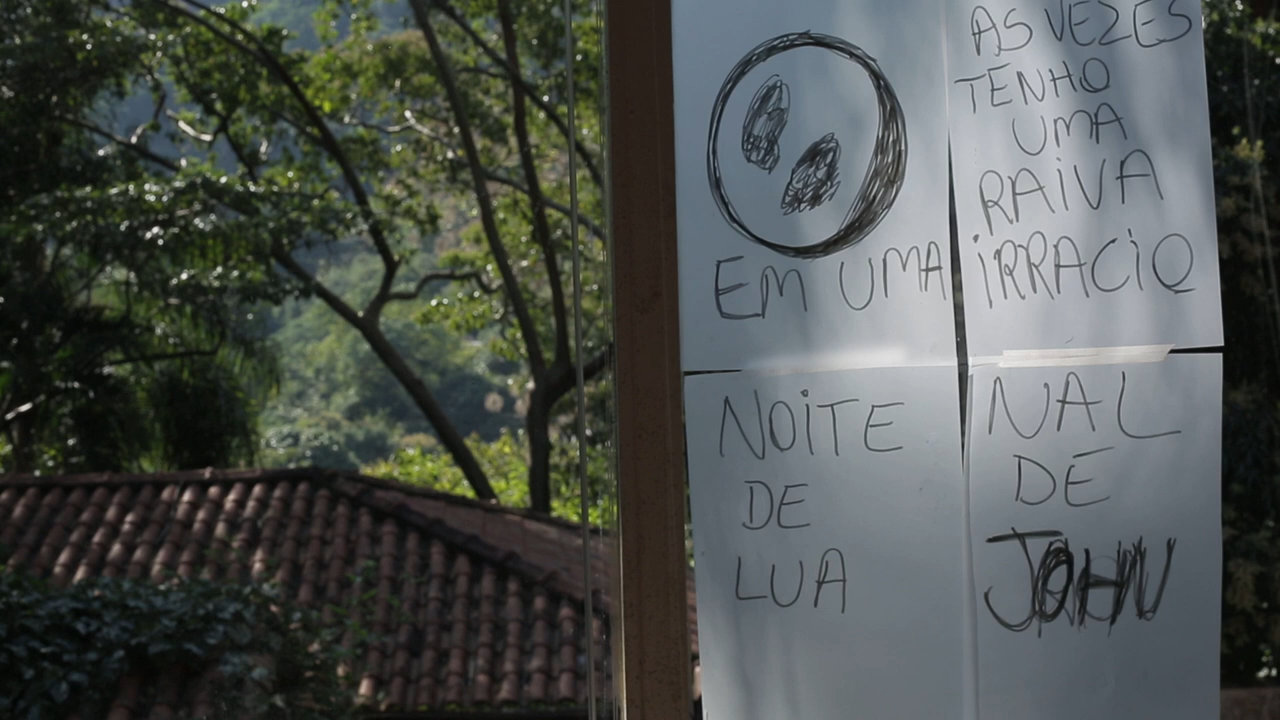 EM UMA
NOITE
DE
LUA
AS VEZES
TENHO
UMA
RAIVA
IRRACIO
NAL
DE
JOHN